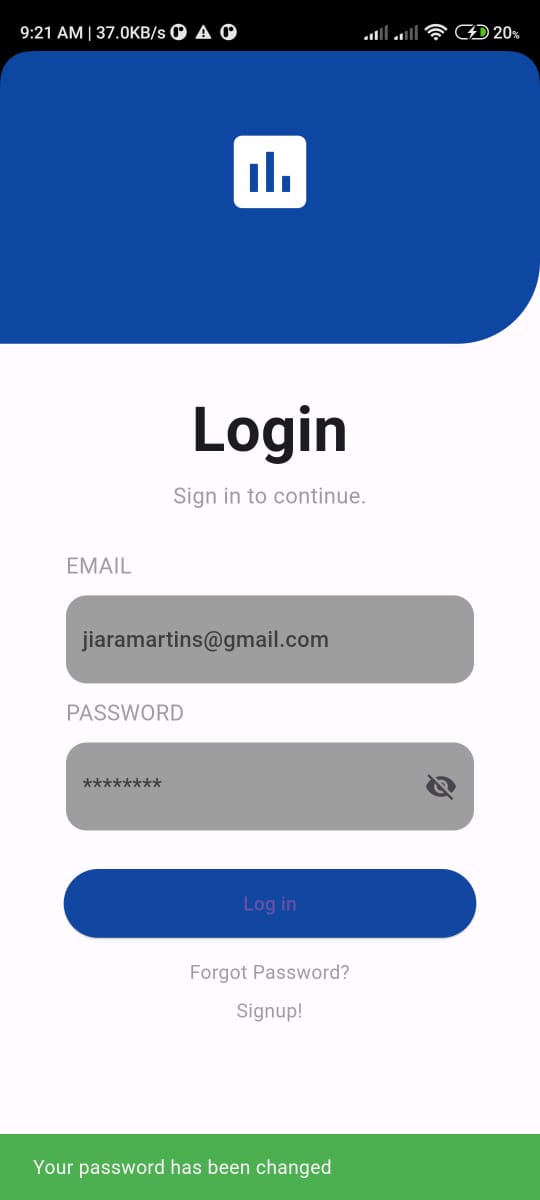 9:21 AM | 37.0KB/s 20%
Login
Sign in to continue.
EMAIL
jiaramartins@gmail.com
PASSWORD
********
Log in
Forgot Password?
Signup!
Your password has been changed